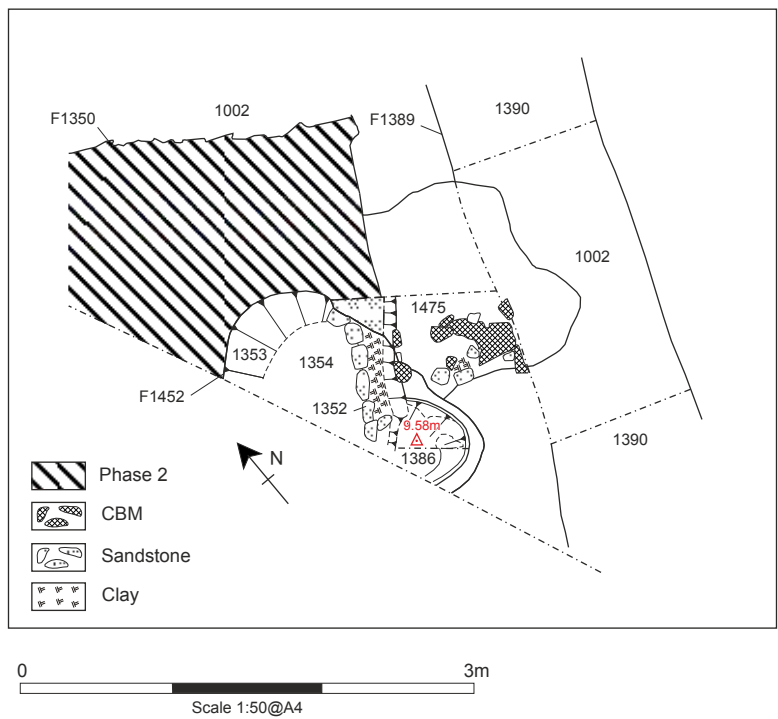 1002
F1350
F1389
1390
1002
1475
1353
1354
F1452
1352
9.58m
1386
1390
N
Phase 2
CBM
Sandstone
Clay
0 3m
Scale 1:50@A4